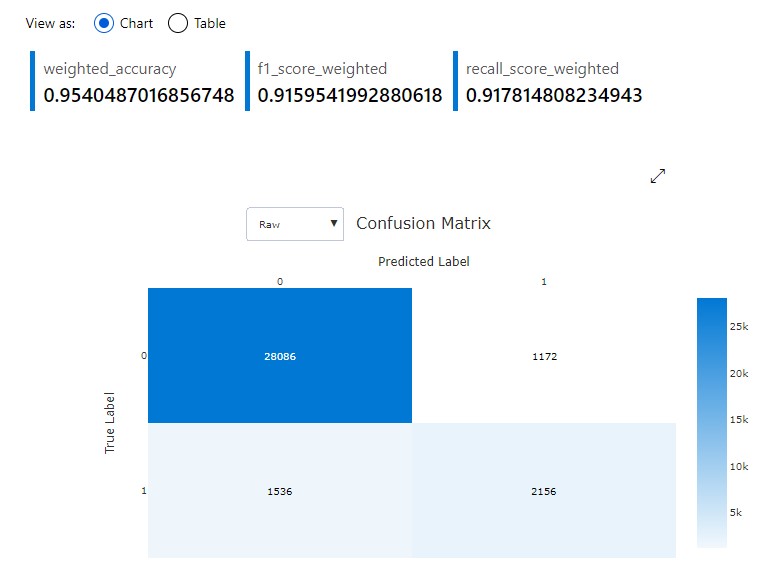 View as: Chart Table
weighted_accuracy f1_score_weighted recall_score_weighted
0.9540487016856748 0.9159541992880618 0.917814808234943
Raw Confusion Matrix
Predicted Label
0 1
25k
0 28086 1172
20k
15k
True Label
10k
1 1536 2156
5k